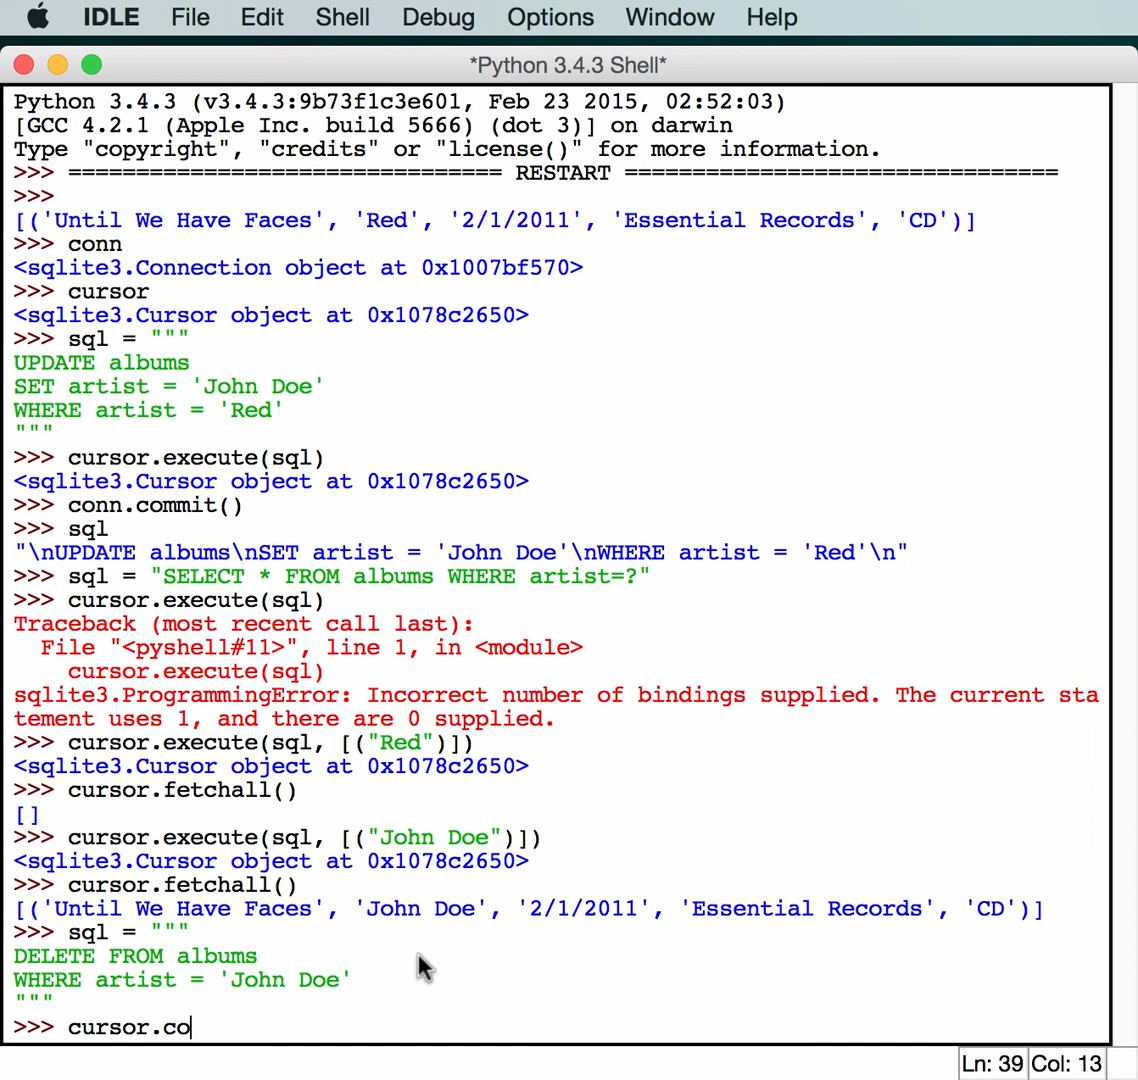 IDLE File Edit Shell Debug Options Window Help
*Python 3.4.3 Shell*
Python 3.4.3 (v3.4.3:9b73f1c3e601, Feb 23 2015, 02:52:03)
[GCC 4.2.1 (Apple Inc. build 5666) (dot 3)] on darwin
Type "copyright", "credits" or "license()" for more information.
>>> ================================ RESTART ================================
>>>
[('Until We Have Faces', 'Red', '2/1/2011', 'Essential Records', 'CD')]
>>> conn
<sqlite3.Connection object at 0x1007bf570>
>>> cursor
<sqlite3.Cursor object at 0x1078c2650>
>>> sql = """
UPDATE albums
SET artist = 'John Doe'
WHERE artist = 'Red'
"""
>>> cursor.execute(sql)
<sqlite3.Cursor object at 0x1078c2650>
>>> conn.commit()
>>> sql
"\nUPDATE albums\nSET artist = 'John Doe'\nWHERE artist = 'Red'\n"
>>> sql = "SELECT * FROM albums WHERE artist=?"
>>> cursor.execute(sql)
Traceback (most recent call last):
  File "<pyshell#11>", line 1, in <module>
    cursor.execute(sql)
sqlite3.ProgrammingError: Incorrect number of bindings supplied. The current sta
tement uses 1, and there are 0 supplied.
>>> cursor.execute(sql, [("Red")])
<sqlite3.Cursor object at 0x1078c2650>
>>> cursor.fetchall()
[]
>>> cursor.execute(sql, [("John Doe")])
<sqlite3.Cursor object at 0x1078c2650>
>>> cursor.fetchall()
[('Until We Have Faces', 'John Doe', '2/1/2011', 'Essential Records', 'CD')]
>>> sql = """
DELETE FROM albums
WHERE artist = 'John Doe'
"""
>>> cursor.co
Ln: 39 Col: 13